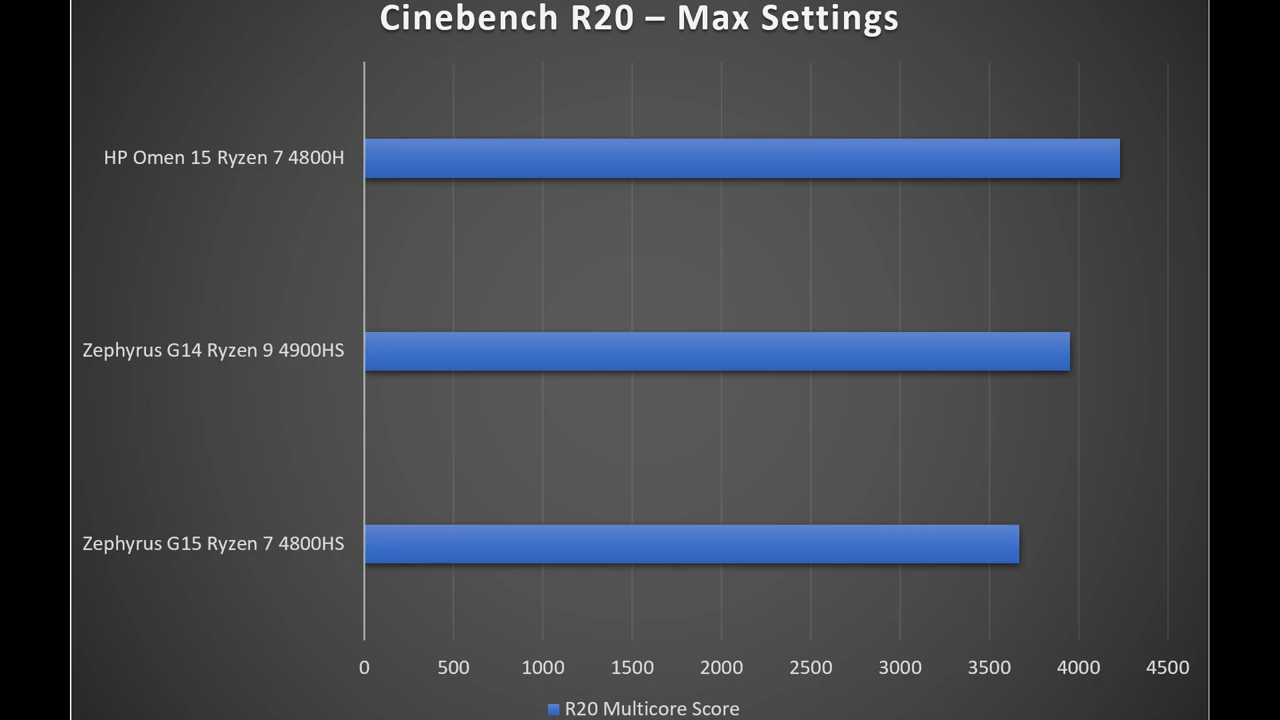 Cinebench R20 – Max Settings
HP Omen 15 Ryzen 7 4800H
Zephyrus G14 Ryzen 9 4900HS
Zephyrus G15 Ryzen 7 4800HS
0 500 1000 1500 2000 2500 3000 3500 4000 4500
R20 Multicore Score